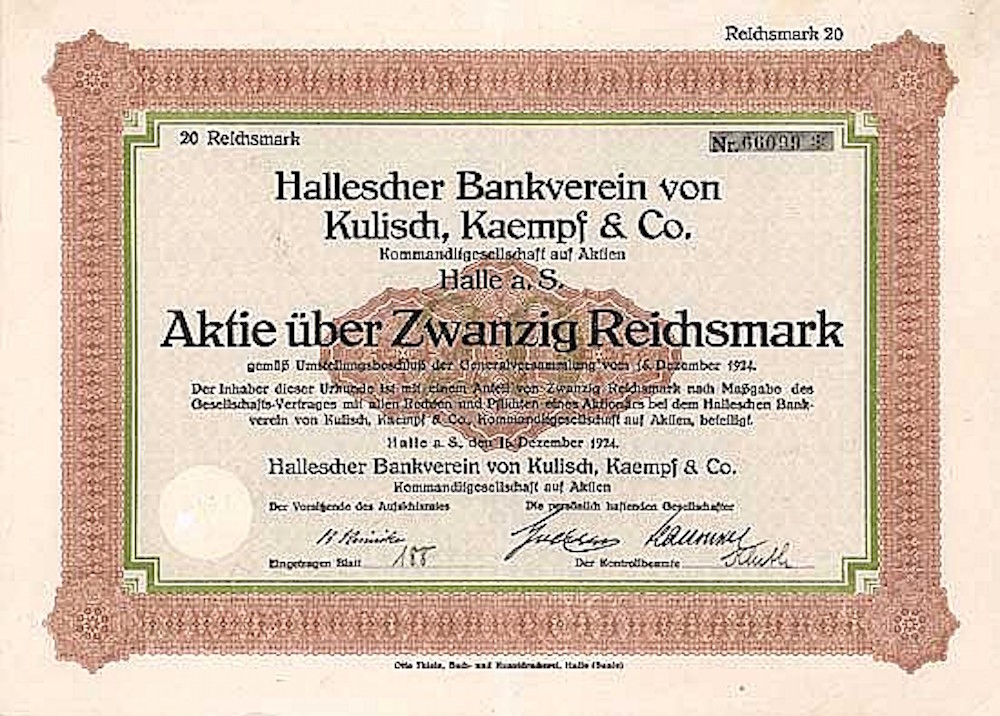 Reichsmark 20
20 Reichsmark
Nr. 66099 *
Hallescher Bankverein von
Kulisch, Kaempf & Co.
Kommanditgesellschaft auf Aktien
Halle a. S.
Aktie über Zwanzig Reichsmark
gemäß Umstellungsbeschluß der Generalversammlung vom 16. Dezember 1924.
Der Inhaber dieser Urkunde ist mit einem Anteil von Zwanzig Reichsmark nach Maßgabe des
Gesellschafts-Vertrages mit allen Rechten und Pflichten eines Aktionärs bei dem Halleschen Bank-
verein von Kulisch, Kaempf & Co., Kommanditgesellschaft auf Aktien, beteiligt.
Halle a. S., den 16. Dezember 1924.
Hallescher Bankverein von Kulisch, Kaempf & Co.
Kommanditgesellschaft auf Aktien
Der Vorsitzende des Aufsichtsrates
Die persönlich haftenden Gesellschafter
Eingetragen Blatt 188
Der Kontrollbeamte
Otto Thiele, Buch- und Kunstdruckerei, Halle (Saale)